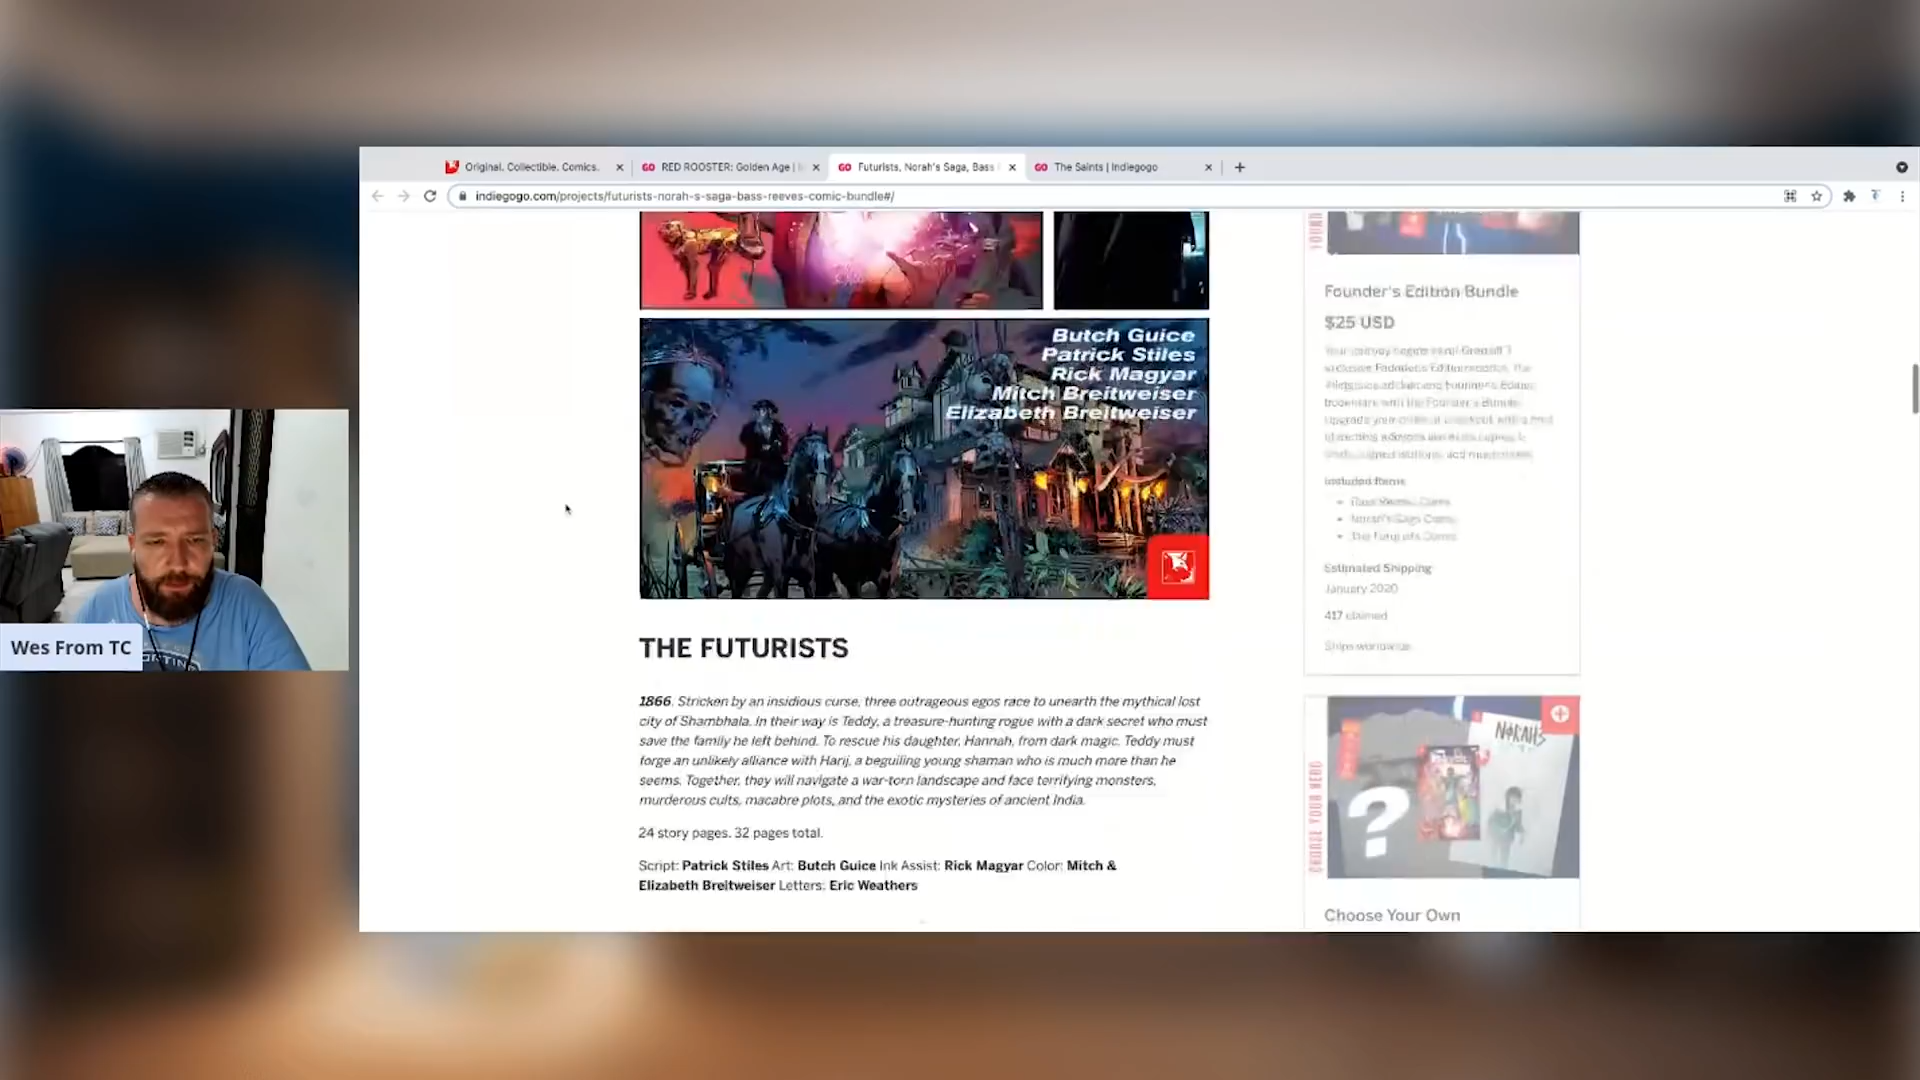 Original. Collectible. Comics.
RED ROOSTER: Golden Age |
GO Futurists, Norah's Saga, Bass
GO The Saints | Indiegogo
indiegogo.com/projects/futurists-norah-s-saga-bass-reeves-comic-bundle#/
Butch Guice
Patrick Stiles
Rick Magyar
Mitch Breitweiser
Elizabeth Breitweiser
THE FUTURISTS
1866. Stricken by an insidious curse, three outrageous egos race to unearth the mythical lost
city of Shambhala. In their way is Teddy, a treasure-hunting rogue with a dark secret who must
save the family he left behind. To rescue his daughter, Hannah, from dark magic. Teddy must
forge an unlikely alliance with Harij, a beguiling young shaman who is much more than he
seems. Together, they will navigate a war-torn landscape and face terrifying monsters,
murderous cults, macabre plots, and the exotic mysteries of ancient India.
24 story pages. 32 pages total.
Script: Patrick Stiles Art: Butch Guice Ink Assist: Rick Magyar Color: Mitch &
Elizabeth Breitweiser Letters: Eric Weathers
Founder's Edition Bundle
$25 USD
Included Items
Estimated Shipping
January 2020
417 claimed
Ships worldwide
CHOOSE YOUR HERO
?
NORAH'S
Choose Your Own
Wes From TC